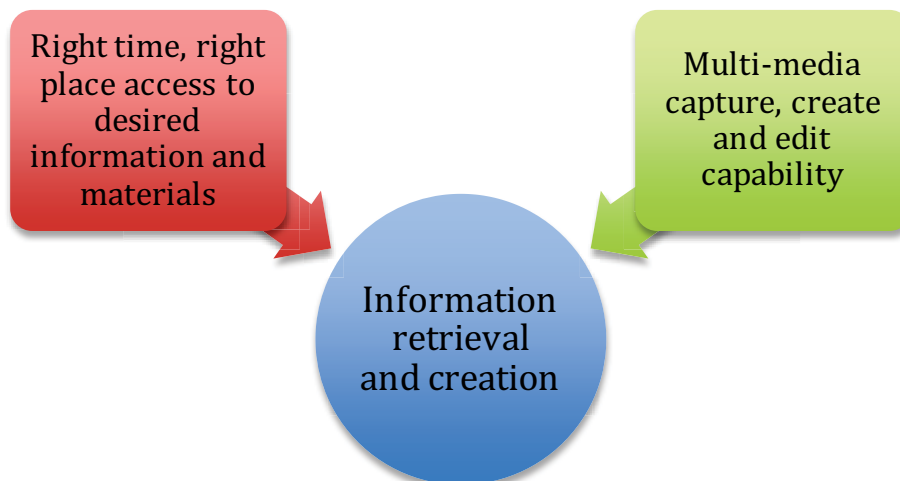 Right time, right
place access to
desired
information and
materials
Multi-media
capture, create
and edit
capability
Information
retrieval
and creation